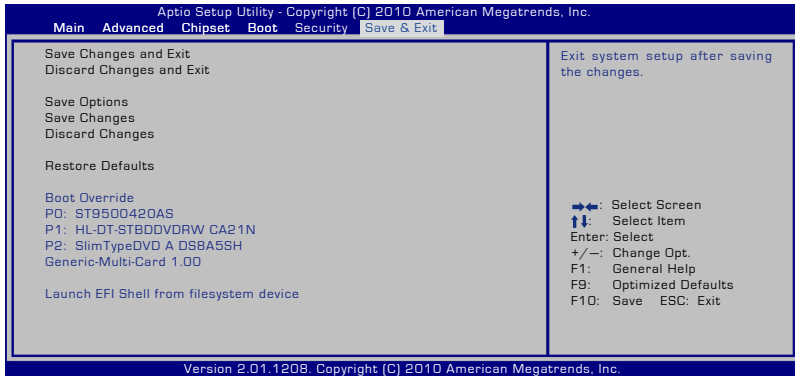 Aptio Setup Utility - Copyright (C) 2010 American Megatrends, Inc.
Main Advanced Chipset Boot Security Save & Exit
Save Changes and Exit
Discard Changes and Exit
Save Options
Save Changes
Discard Changes
Restore Defaults
Boot Override
P0: ST9500420AS
P1: HL-DT-STBDDVDRW CA21N
P2: SlimTypeDVD A DS8A5SH
Generic-Multi-Card 1.00
Launch EFI Shell from filesystem device
Exit system setup after saving
the changes.
→←: Select Screen
↑↓: Select Item
Enter: Select
+/—: Change Opt.
F1: General Help
F9: Optimized Defaults
F10: Save ESC: Exit
Version 2.01.1208. Copyright (C) 2010 American Megatrends, Inc.